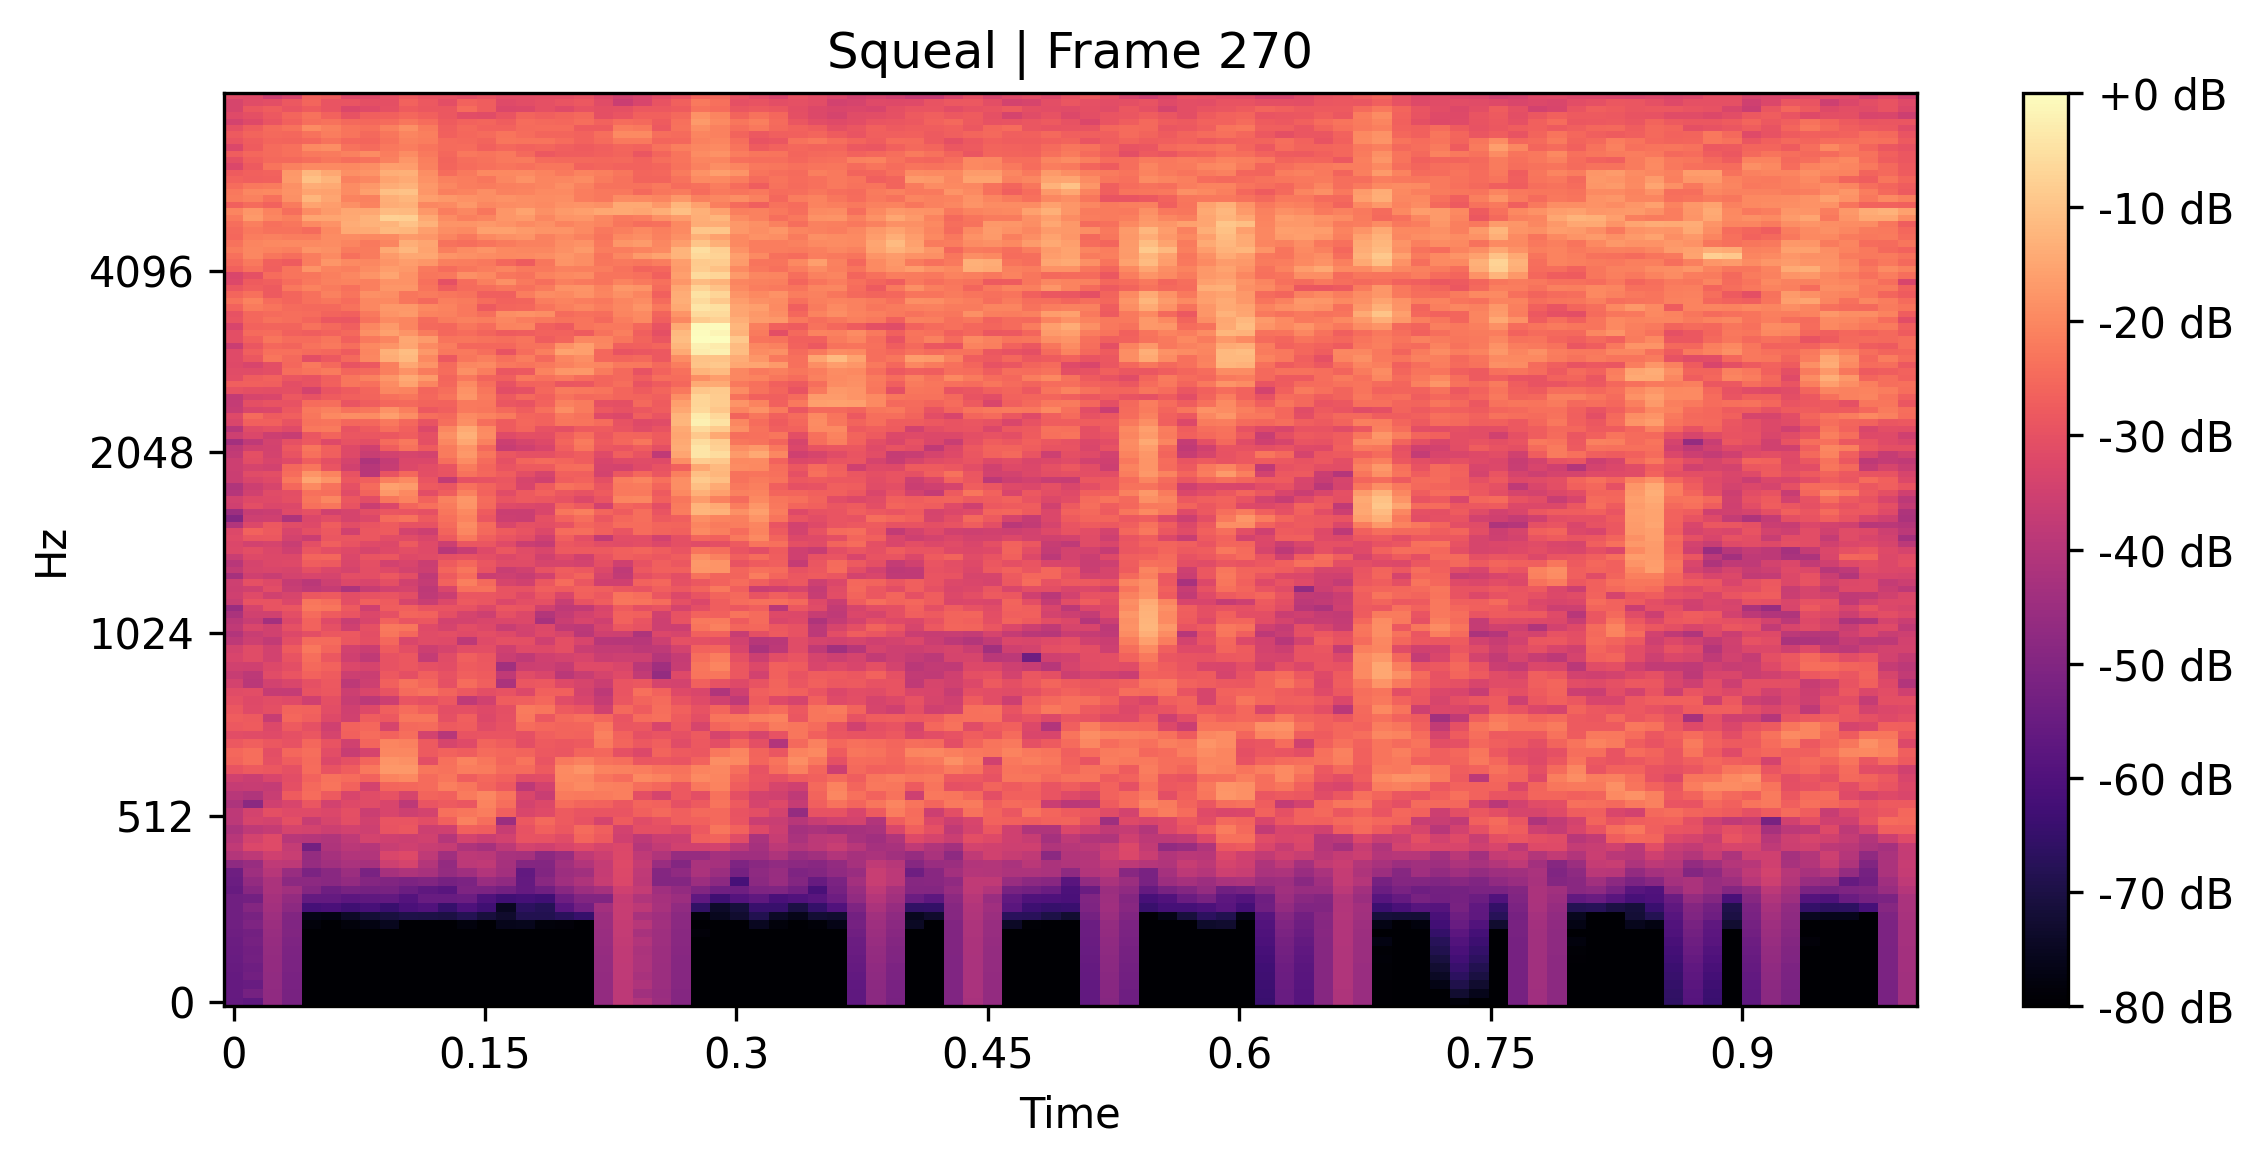 Squeal | Frame 270
+0 dB
-10 dB
-20 dB
-30 dB
-40 dB
-50 dB
-60 dB
-70 dB
-80 dB
Hz
4096
2048
1024
512
0
0 0.15 0.3 0.45 0.6 0.75 0.9
Time